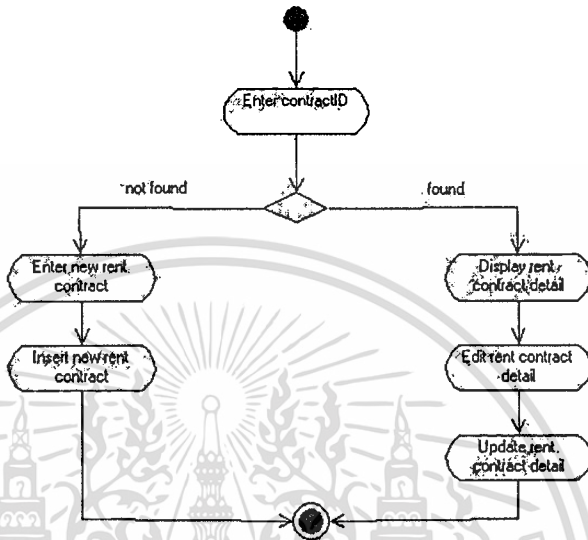 Enter contractID
not found
found
Enter new rent
contract
Display rent
contract detail
Insert new rent
contract
Edit rent contract
detail
Update rent
contract detail